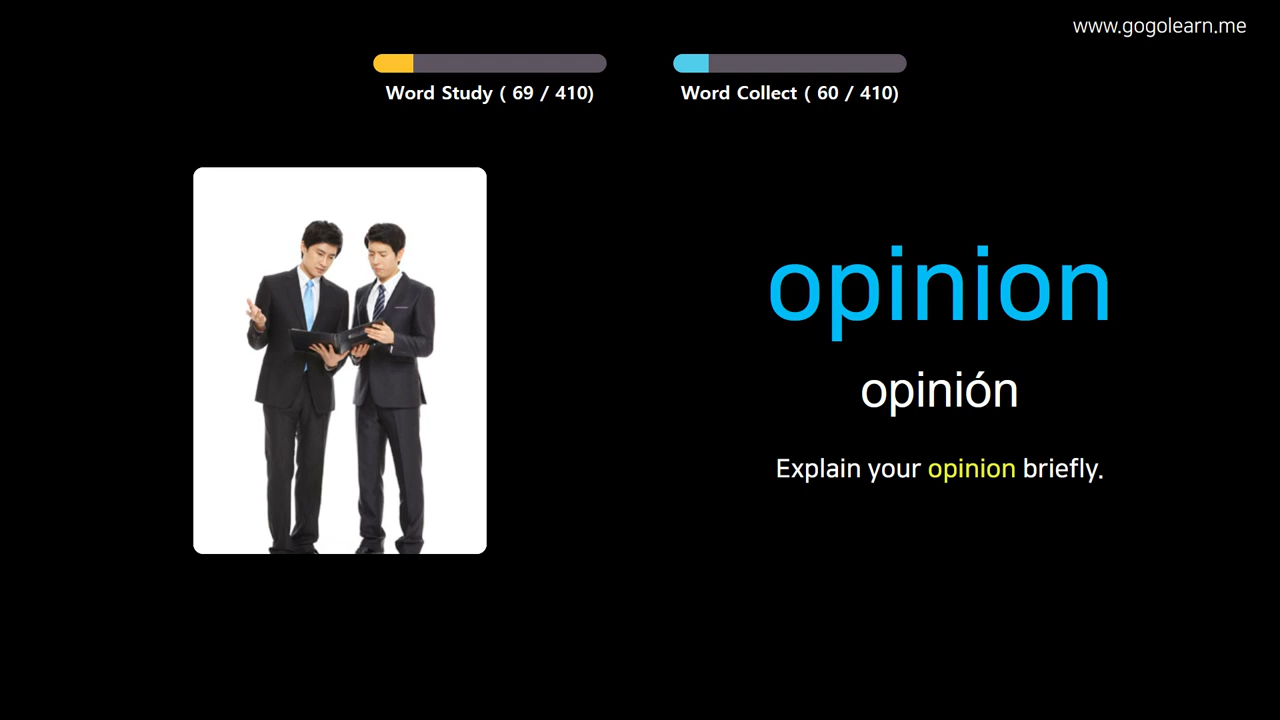 www.gogolearn.me
Word Study ( 69 / 410)
Word Collect ( 60 / 410)
opinion
opinión
Explain your opinion briefly.